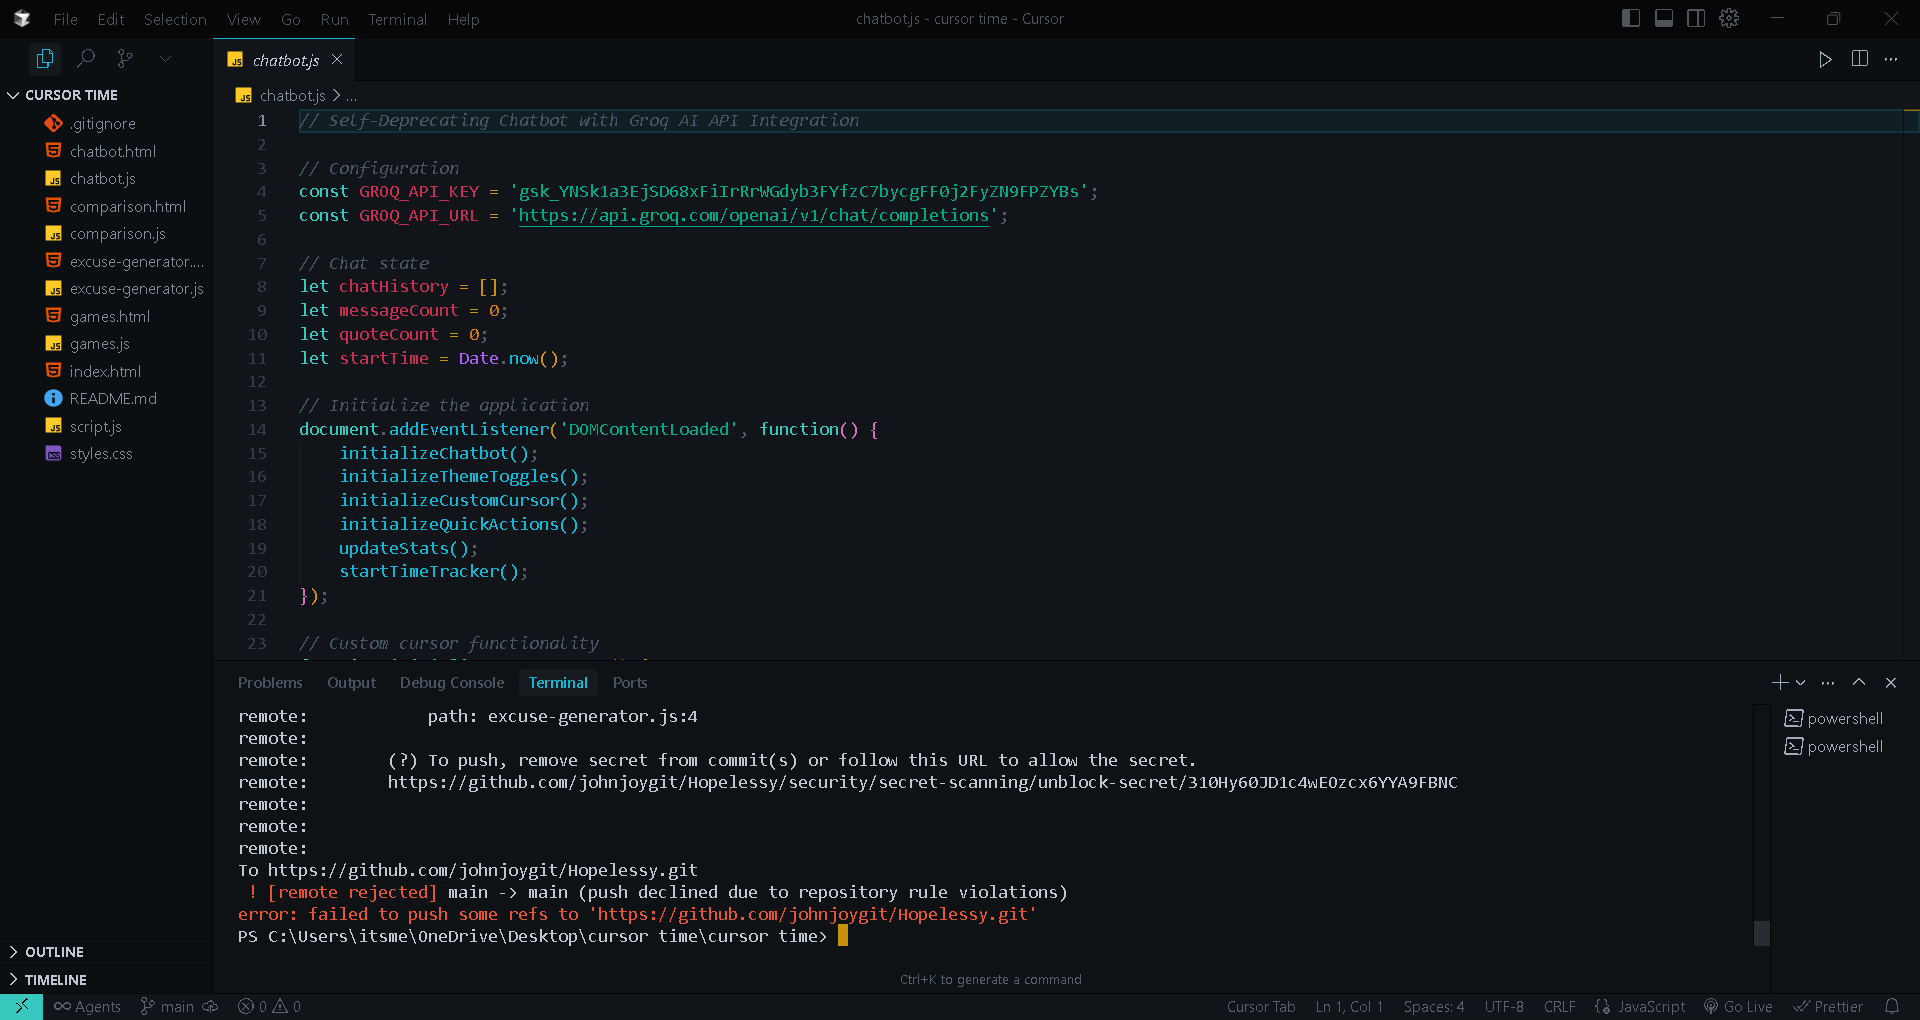 File Edit Selection View Go Run Terminal Help
chatbot.js - cursor time - Cursor
CURSOR TIME
.gitignore
chatbot.html
chatbot.js
comparison.html
comparison.js
excuse-generator....
excuse-generator.js
games.html
games.js
index.html
README.md
script.js
styles.css
OUTLINE
TIMELINE
chatbot.js
chatbot.js > ...
1 // Self-Deprecating Chatbot with Groq AI API Integration
2
3 // Configuration
4 const GROQ_API_KEY = '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';
5 const GROQ_API_URL = 'https://api.groq.com/openai/v1/chat/completions';
6
7 // Chat state
8 let chatHistory = [];
9 let messageCount = 0;
10 let quoteCount = 0;
11 let startTime = Date.now();
12
13 // Initialize the application
14 document.addEventListener('DOMContentLoaded', function() {
15 initializeChatbot();
16 initializeThemeToggles();
17 initializeCustomCursor();
18 initializeQuickActions();
19 updateStats();
20 startTimeTracker();
21 });
22
23 // Custom cursor functionality
Problems Output Debug Console Terminal Ports
remote: path: excuse-generator.js:4
remote:
remote: (?) To push, remove secret from commit(s) or follow this URL to allow the secret.
remote: https://github.com/johnjoygit/Hopelessy/security/secret-scanning/unblock-secret/310Hy60JD1c4wEOzcx6YYA9FBNC
remote:
remote:
remote:
To https://github.com/johnjoygit/Hopelessy.git
! [remote rejected] main -> main (push declined due to repository rule violations)
error: failed to push some refs to 'https://github.com/johnjoygit/Hopelessy.git'
PS C:\Users\itsme\OneDrive\Desktop\cursor time\cursor time>
powershell
powershell
Ctrl+K to generate a command
Agents main 0 0
Cursor Tab Ln 1, Col 1 Spaces: 4 UTF-8 CRLF JavaScript Go Live Prettier